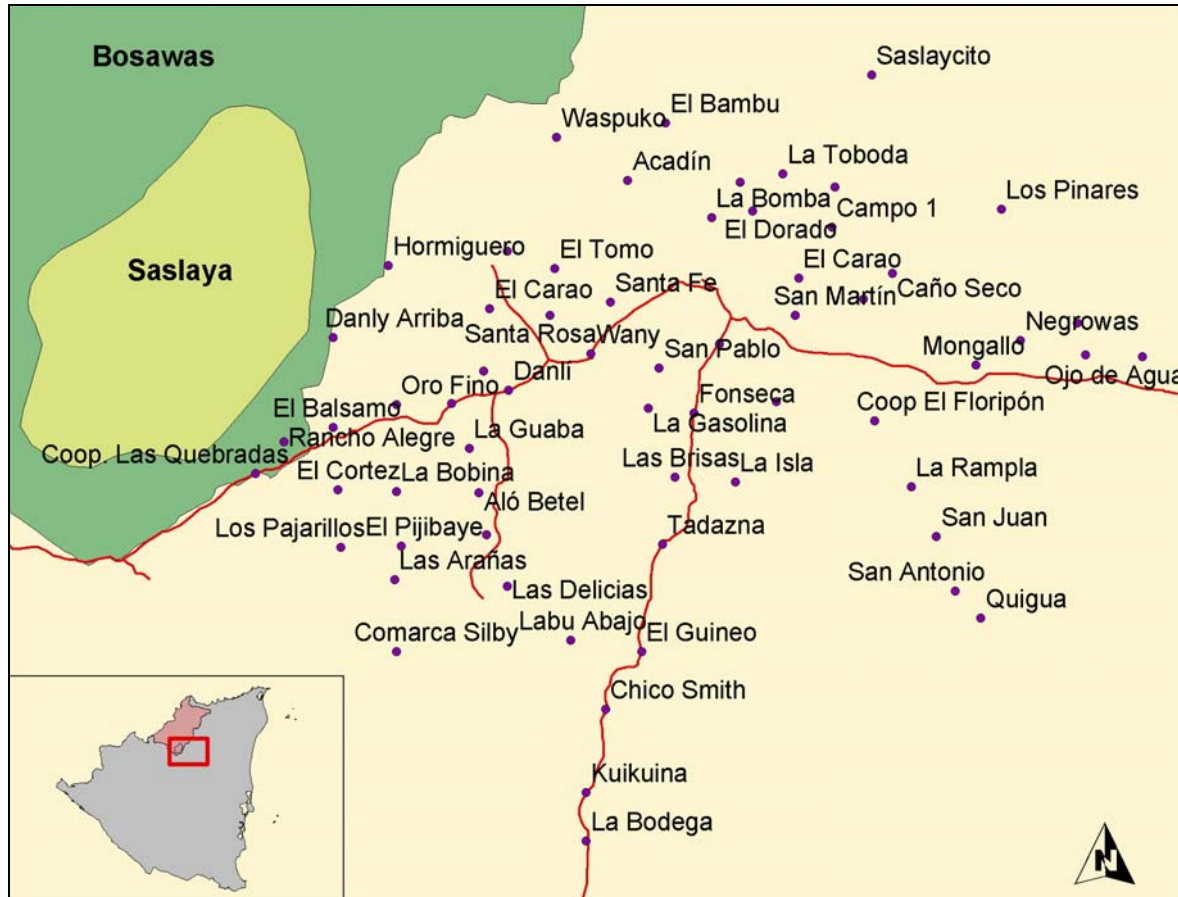 Bosawas
Saslaycito
El Bambu
Waspuko
La Toboda
Acadín
Los Pinares
La Bomba
Campo 1
El Dorado
Hormiguero
El Tomo
Saslaya
El Carao
Santa Fe
El Carao
Caño Seco
San Martín
Danly Arriba
Negrowas
Santa Rosa
Wany
San Pablo
Mongallo
Ojo de Agua
Danlí
Oro Fino
Fonseca
El Balsamo
La Gasolina
Coop El Floripón
Rancho Alegre
La Guaba
Coop. Las Quebradas
El Cortez
La Bobina
Las Brisas
La Isla
La Rampla
Aló Betel
Los Pajarillos
El Pijibaye
Tadazna
San Juan
Las Arañas
Las Delicias
San Antonio
Quigua
Labu Abajo
Comarca Silby
El Guineo
Chico Smith
Kuikuina
La Bodega
N